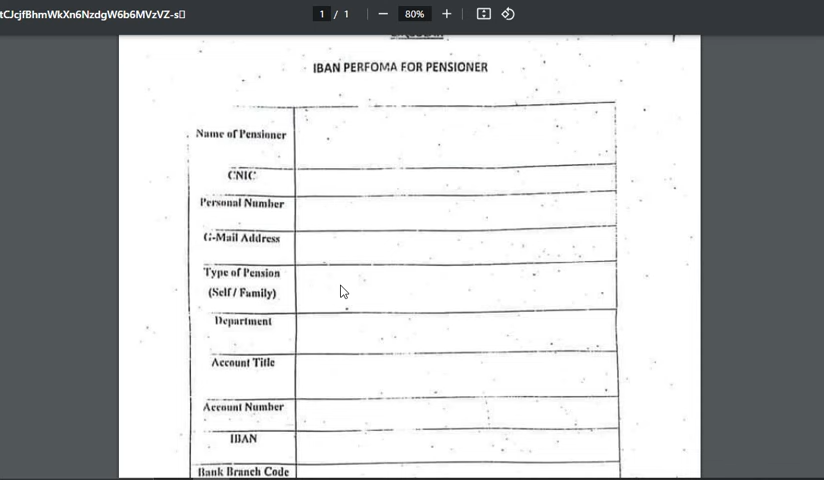 tCJcjfBhmWkXn6NzdgW6b6MVzVZ-s
1 / 1
80%
IBAN PERFOMA FOR PENSIONER
Name of Pensioner
CNIC
Personal Number
G-Mail Address
Type of Pension
(Self / Family)
Department
Account Title
Account Number
IBAN
Bank Branch Code